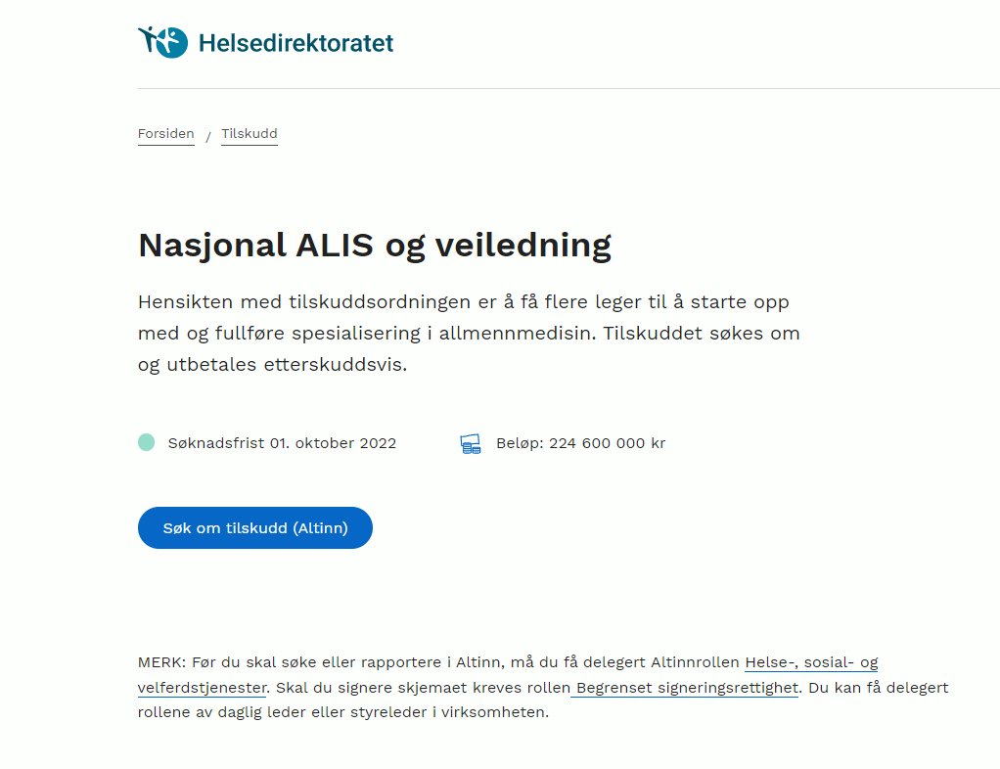 Helsedirektoratet
Forsiden / Tilskudd
Nasjonal ALIS og veiledning
Hensikten med tilskuddsordningen er å få flere leger til å starte opp
med og fullføre spesialisering i allmennmedisin. Tilskuddet søkes om
og utbetales etterskuddsvis.
Søknadsfrist 01. oktober 2022 Beløp: 224 600 000 kr
Søk om tilskudd (Altinn)
MERK: Før du skal søke eller rapportere i Altinn, må du få delegert Altinnrollen Helse-, sosial- og
velferdstjenester. Skal du signere skjemaet kreves rollen Begrenset signeringsrettighet. Du kan få delegert
rollene av daglig leder eller styreleder i virksomheten.